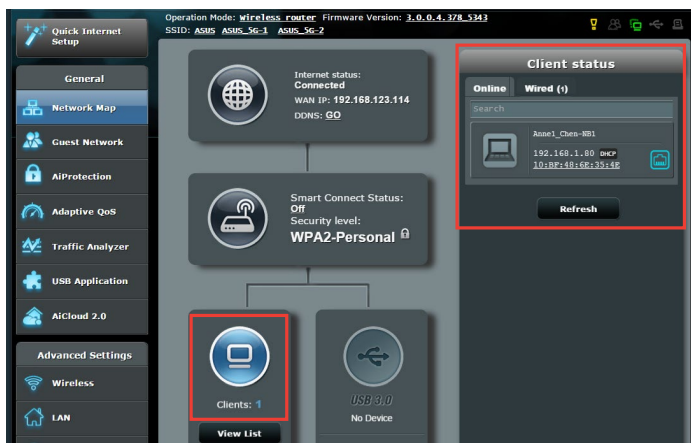 Operation Mode: Wireless router Firmware Version: 3.0.0.4.378_5343
SSID: ASUS ASUS_5G-1 ASUS_5G-2
Quick Internet
Setup
General
Network Map
Guest Network
AiProtection
Adaptive QoS
Traffic Analyzer
USB Application
AiCloud 2.0
Advanced Settings
Wireless
LAN
Internet status:
Connected
WAN IP: 192.168.123.114
DDNS: GO
Smart Connect Status:
Off
Security level:
WPA2-Personal
Clients: 1
View List
USB 3.0
No Device
Client status
Online Wired (1)
Search
Annel_Chen-NB1
192.168.1.80 DHCP
10:BF:48:6E:35:4E
Refresh